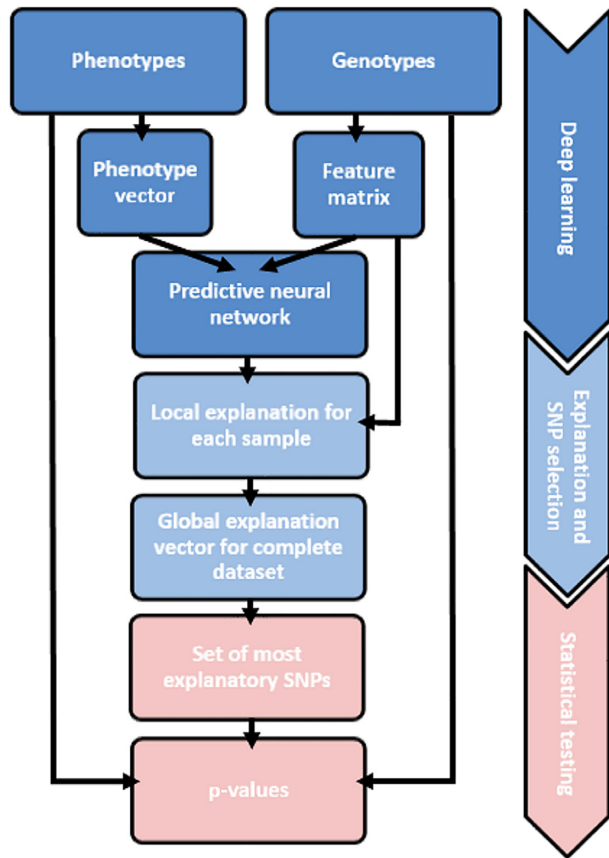 Phenotypes
Genotypes
Phenotype
vector
Feature
matrix
Predictive neural
network
Local explanation for
each sample
Global explanation
vector for complete
dataset
Set of most
explanatory SNPs
p-values
Deep learning
Explanation and
SNP selection
Statistical testing